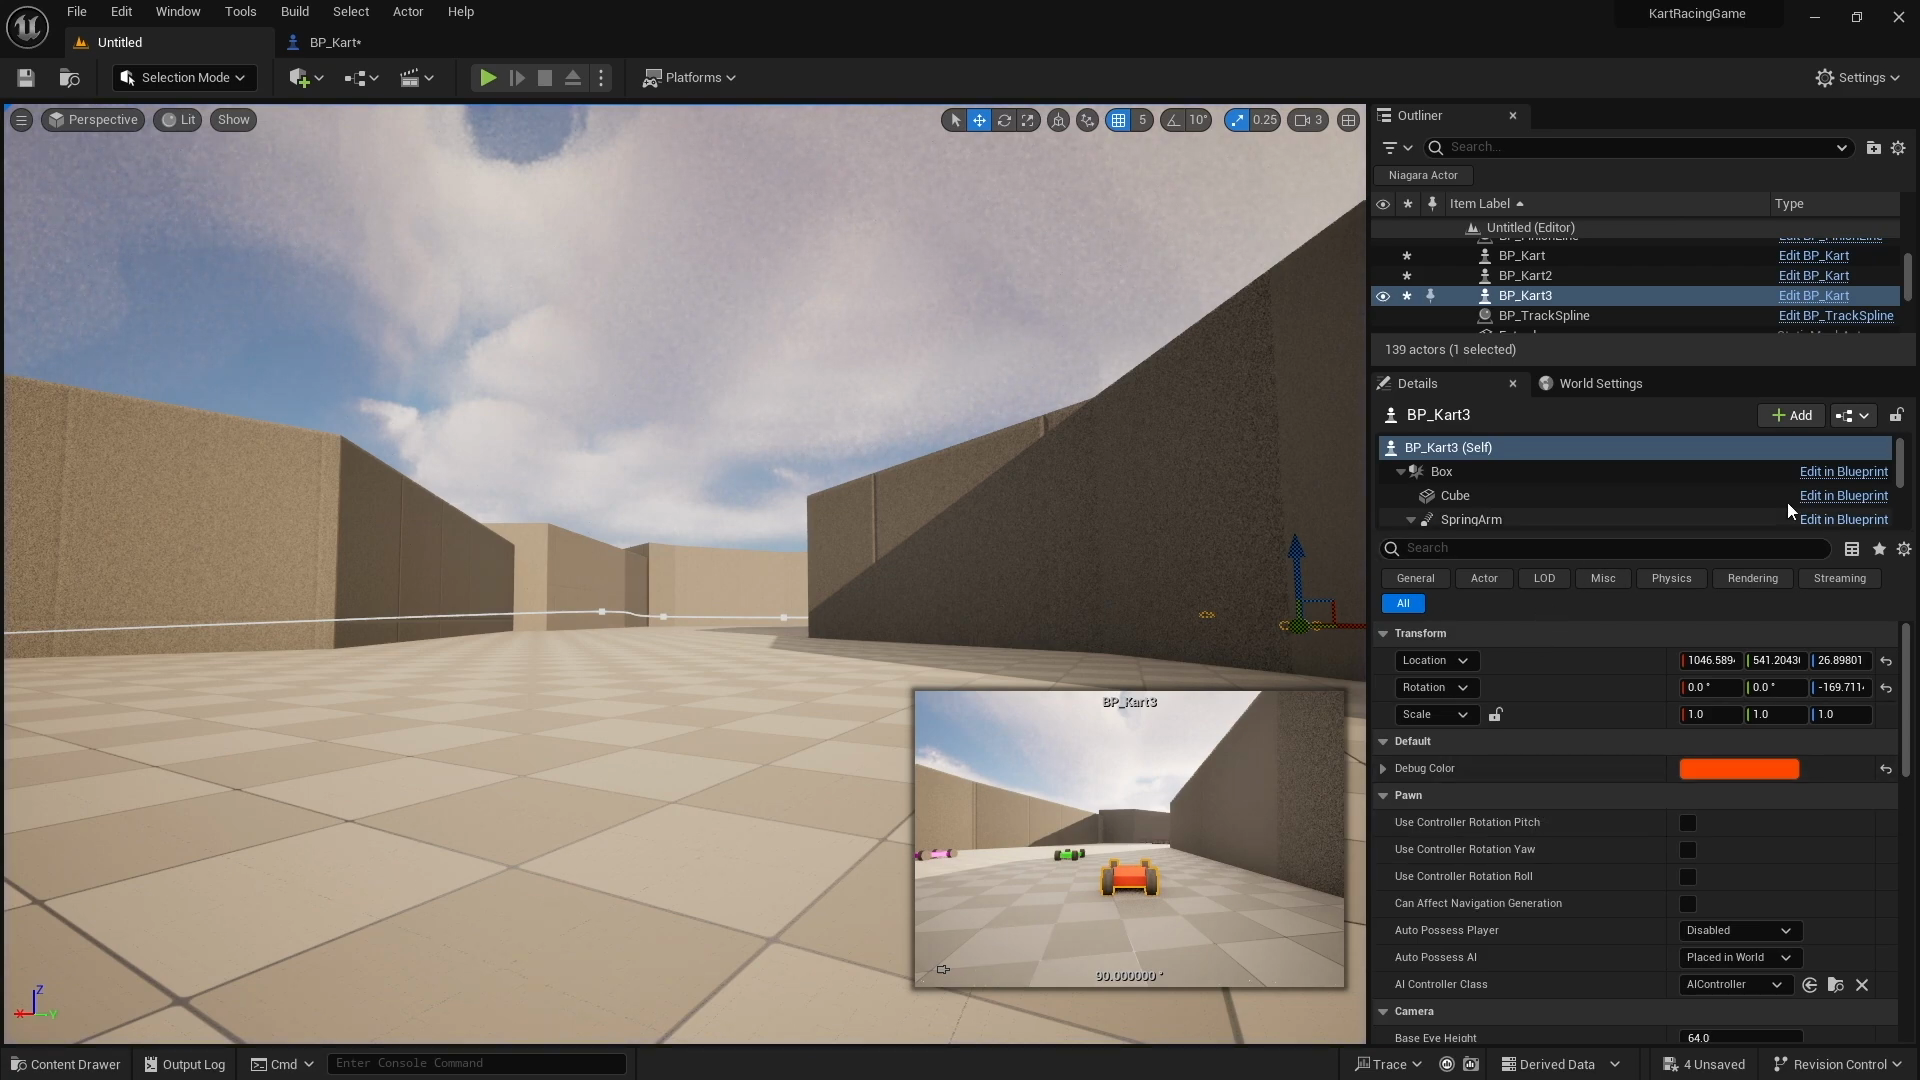 File Edit Window Tools Build Select Actor Help
KartRacingGame
Untitled
BP_Kart*
Selection Mode
Platforms
Settings
Perspective
Lit
Show
5
10°
0.25
3
Outliner
Search...
Niagara Actor
Item Label
Type
Untitled (Editor)
BP_Kart
Edit BP_Kart
BP_Kart2
Edit BP_Kart
BP_Kart3
Edit BP_Kart
BP_TrackSpline
Edit BP_TrackSpline
139 actors (1 selected)
Details
World Settings
BP_Kart3
Add
BP_Kart3 (Self)
Box
Edit in Blueprint
Cube
Edit in Blueprint
SpringArm
Edit in Blueprint
Search
General
Actor
LOD
Misc
Physics
Rendering
Streaming
All
Transform
Location
1046.589
541.2043
26.89801
Rotation
0.0 °
0.0 °
-169.711
Scale
1.0
1.0
1.0
Default
Debug Color
Pawn
Use Controller Rotation Pitch
Use Controller Rotation Yaw
Use Controller Rotation Roll
Can Affect Navigation Generation
Auto Possess Player
Disabled
Auto Possess AI
Placed in World
AI Controller Class
AIController
Camera
Base Eye Height
64.0
BP_Kart3
90.000000 °
Z
X
Y
Content Drawer
Output Log
Cmd
Enter Console Command
Trace
Derived Data
4 Unsaved
Revision Control